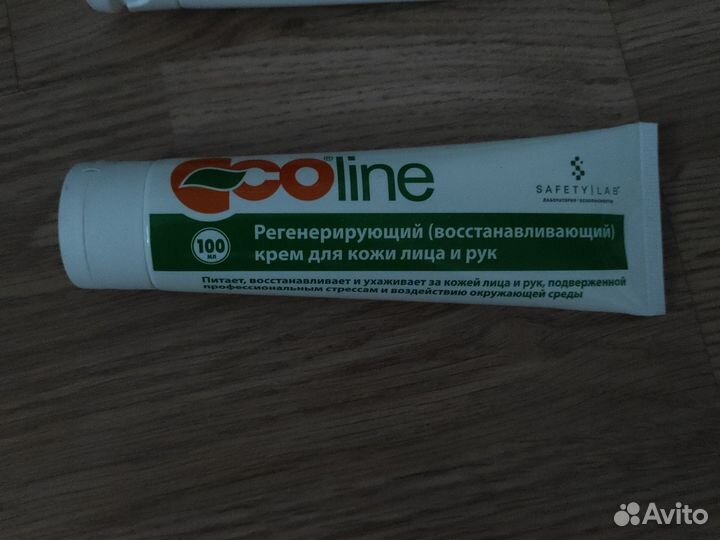 ecoline®
SAFETY|LAB®
ЛАБОРАТОРИЯ БЕЗОПАСНОСТИ
100 мл
Регенерирующий (восстанавливающий)
крем для кожи лица и рук
Питает, восстанавливает и ухаживает за кожей лица и рук, подверженной
профессиональным стрессам и воздействию окружающей среды
Avito